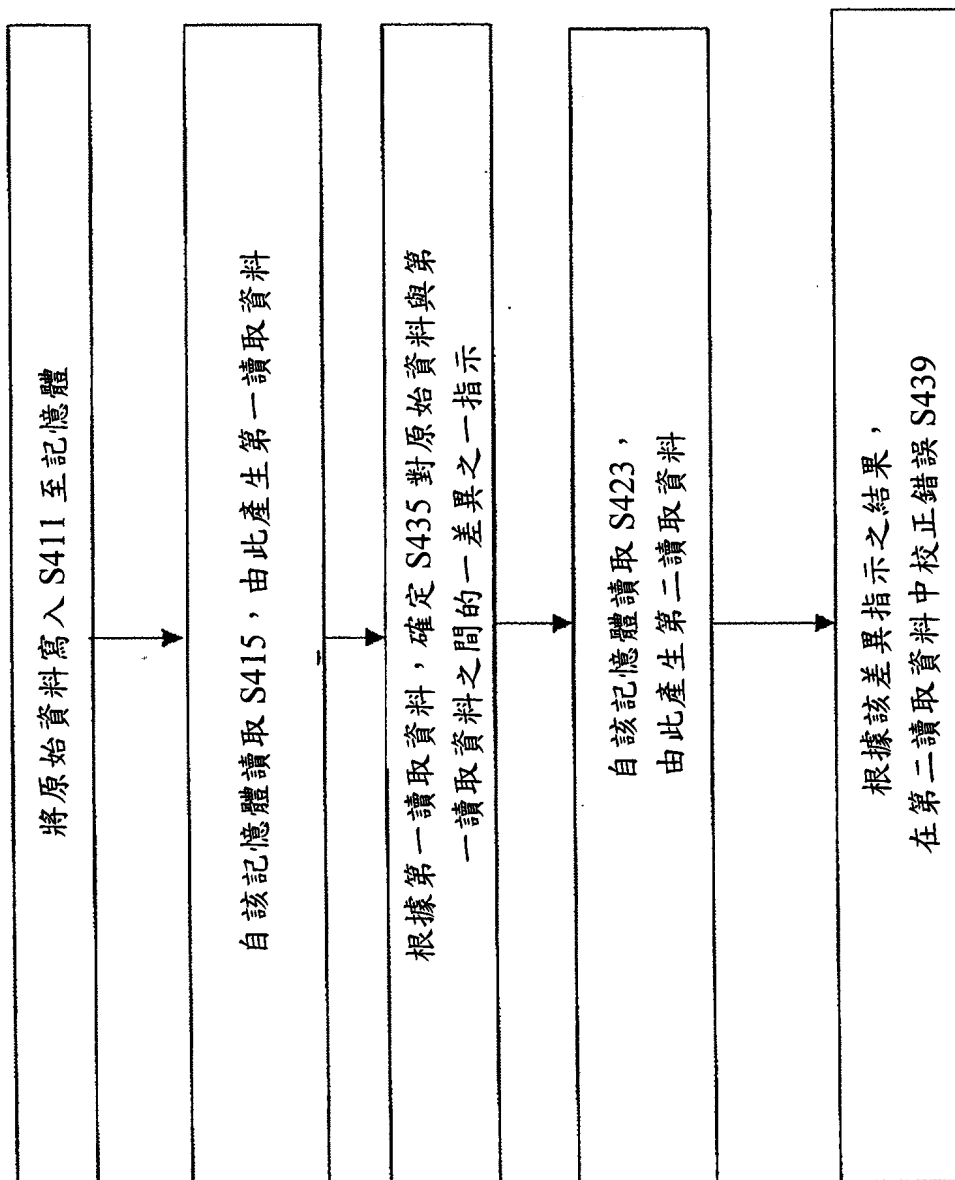 將原始資料寫入 S411 至記憶體
自該記憶體讀取 S415，由此產生第一讀取資料
根據第一讀取資料，確定 S435 對原始資料與第
一讀取資料之間的一差異之一指示
自該記憶體讀取 S423，
由此產生第二讀取資料
根據該差異指示之結果，
在第二讀取資料中校正錯誤 S439